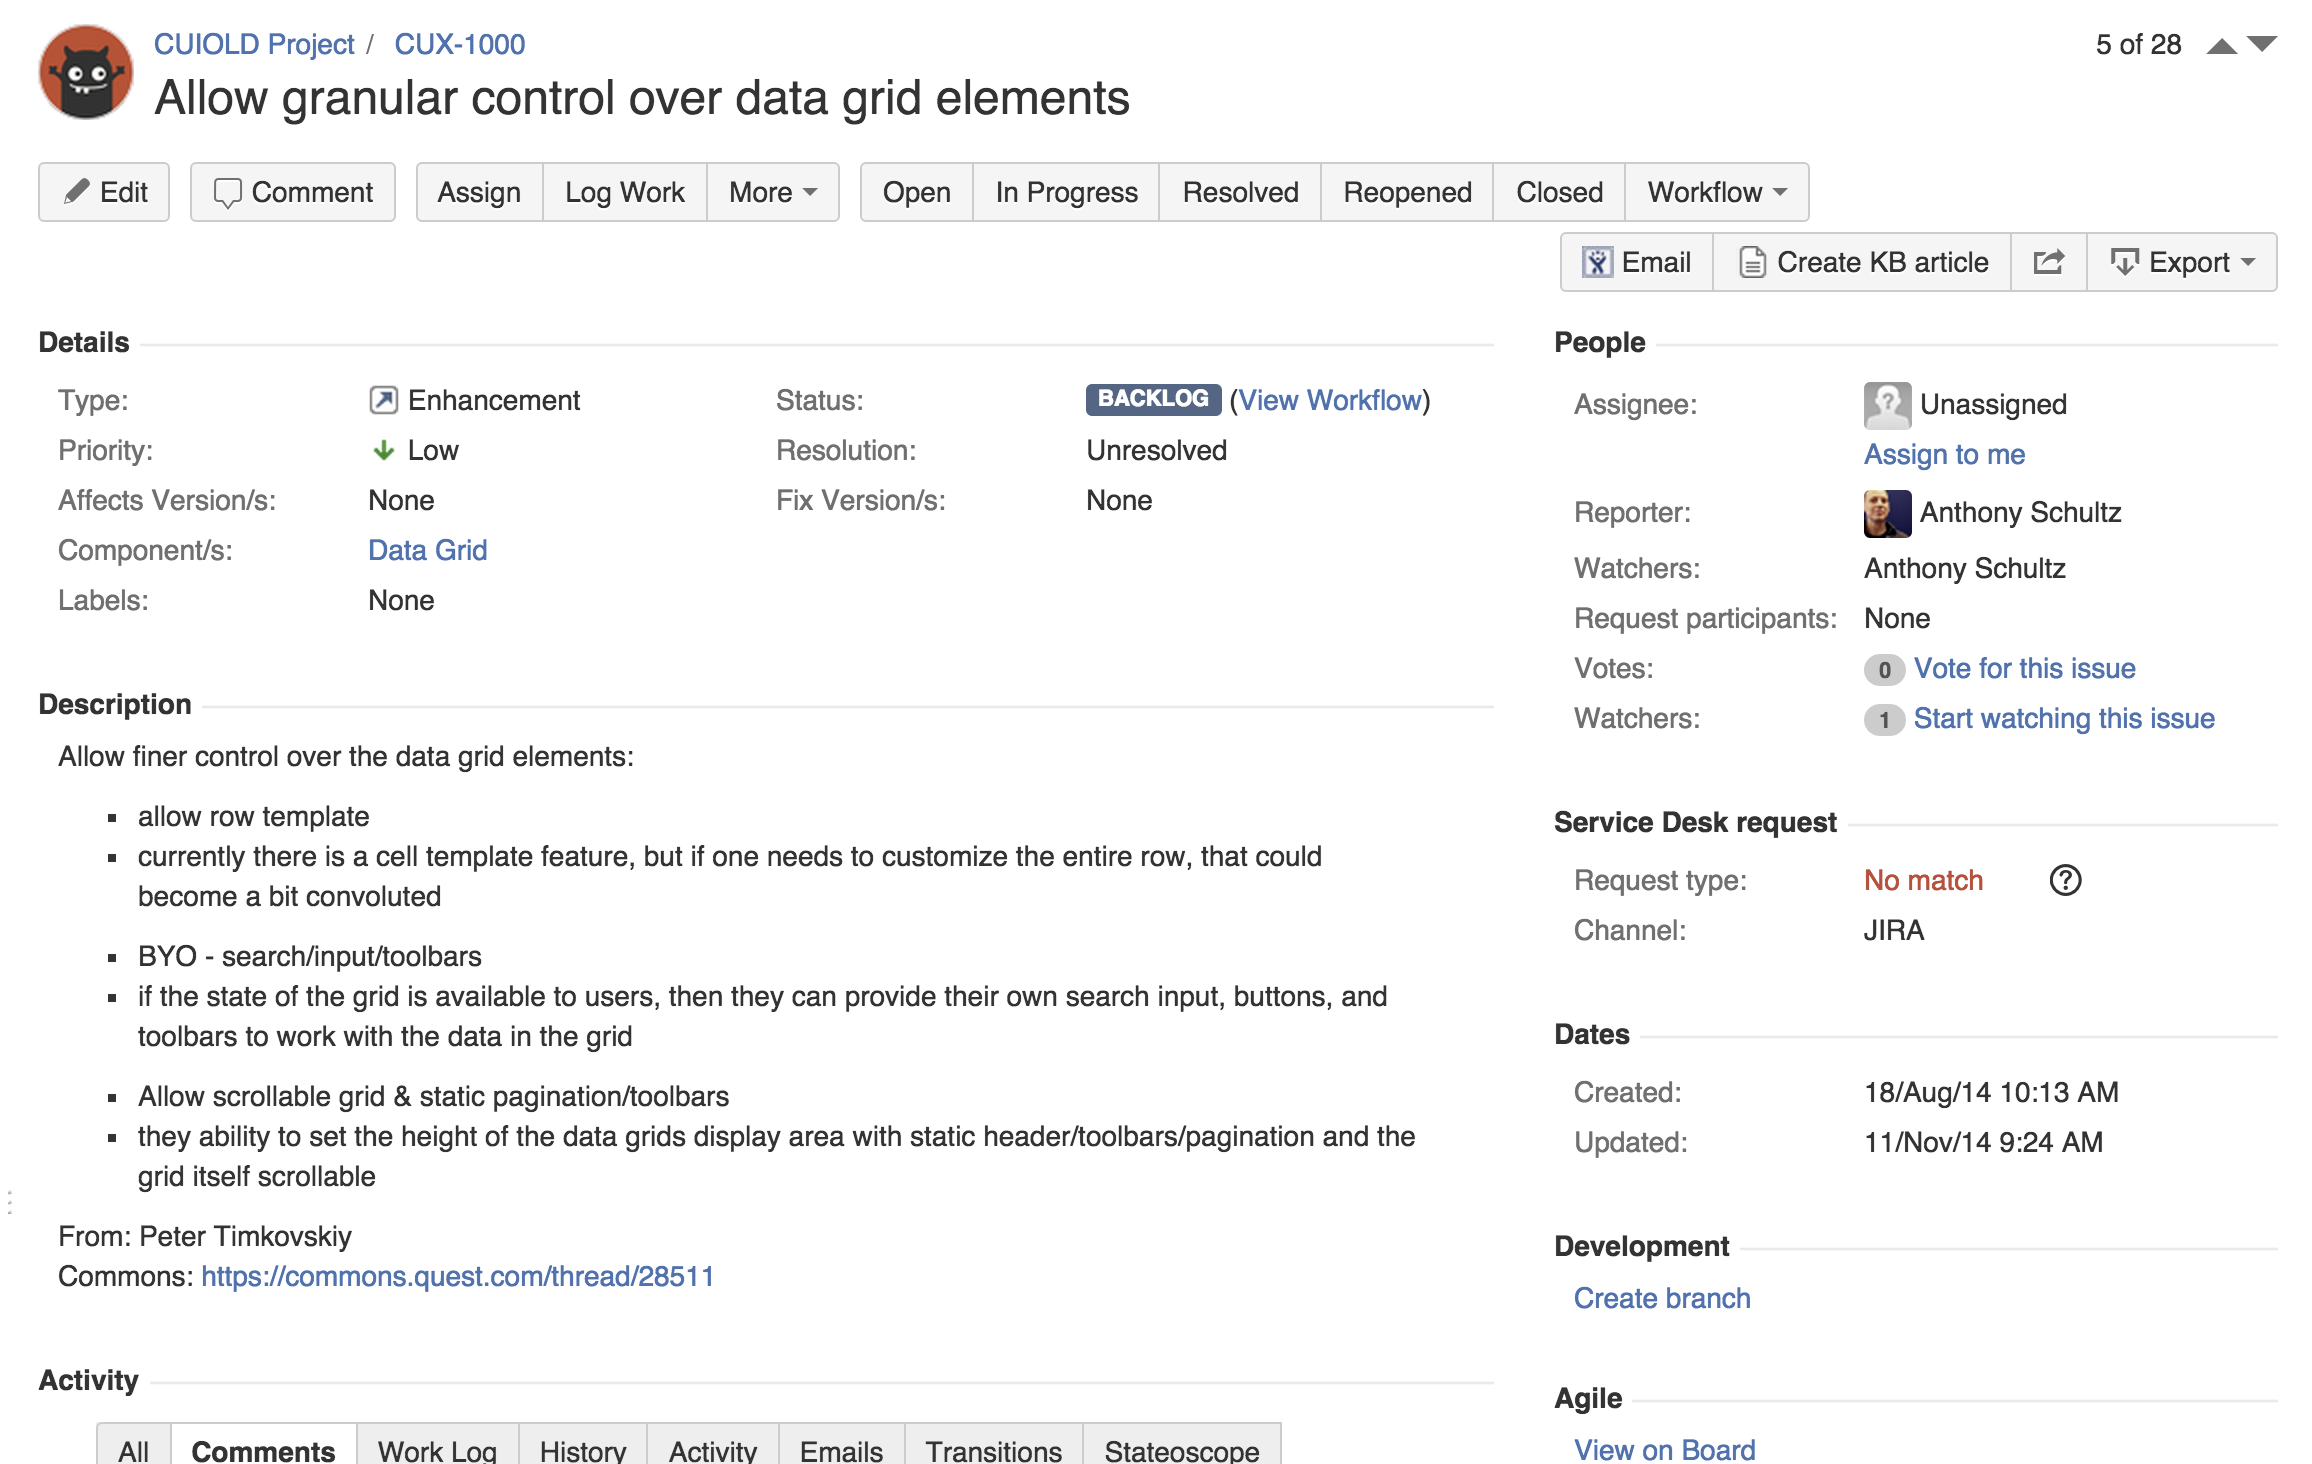 CUIOLD Project / CUX-1000
5 of 28
Allow granular control over data grid elements
Edit Comment Assign Log Work More Open In Progress Resolved Reopened Closed Workflow
Email Create KB article Export
Details
Type: Enhancement Status: BACKLOG (View Workflow)
Priority: Low Resolution: Unresolved
Affects Version/s: None Fix Version/s: None
Component/s: Data Grid
Labels: None
Description
Allow finer control over the data grid elements:
allow row template
currently there is a cell template feature, but if one needs to customize the entire row, that could
become a bit convoluted
BYO - search/input/toolbars
if the state of the grid is available to users, then they can provide their own search input, buttons, and
toolbars to work with the data in the grid
Allow scrollable grid & static pagination/toolbars
they ability to set the height of the data grids display area with static header/toolbars/pagination and the
grid itself scrollable
From: Peter Timkovskiy
Commons: https://commons.quest.com/thread/28511
Activity
All Comments Work Log History Activity Emails Transitions Stateoscope
People
Assignee: Unassigned
Assign to me
Reporter: Anthony Schultz
Watchers: Anthony Schultz
Request participants: None
Votes: 0 Vote for this issue
Watchers: 1 Start watching this issue
Service Desk request
Request type: No match ?
Channel: JIRA
Dates
Created: 18/Aug/14 10:13 AM
Updated: 11/Nov/14 9:24 AM
Development
Create branch
Agile
View on Board